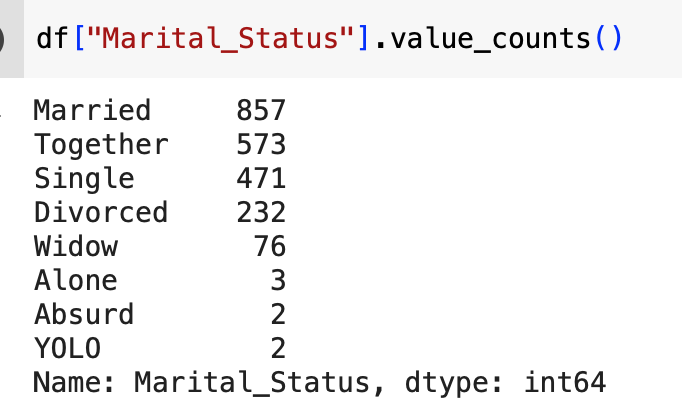 df["Marital_Status"].value_counts()
Married 857
Together 573
Single 471
Divorced 232
Widow 76
Alone 3
Absurd 2
YOLO 2
Name: Marital_Status, dtype: int64